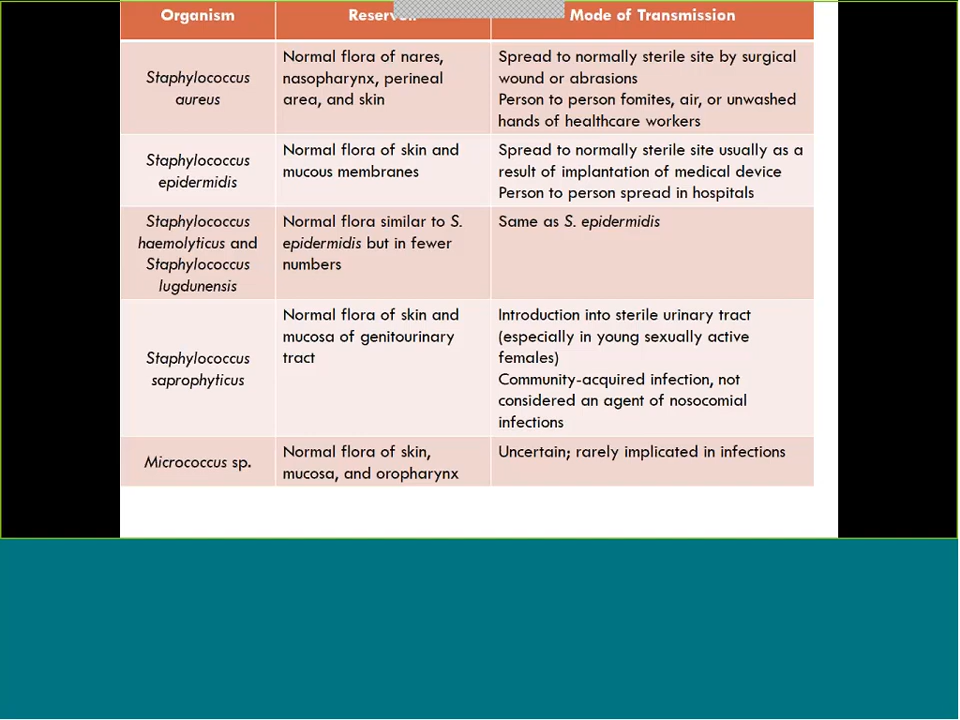 Organism
Mode of Transmission
Staphylococcus
aureus
Normal flora of nares,
nasopharynx, perineal
area, and skin
Spread to normally sterile site by surgical
wound or abrasions
Person to person fomites, air, or unwashed
hands of healthcare workers
Staphylococcus
epidermidis
Normal flora of skin and
mucous membranes
Spread to normally sterile site usually as a
result of implantation of medical device
Person to person spread in hospitals
Staphylococcus
haemolyticus and
Staphylococcus
lugdunensis
Normal flora similar to S.
epidermidis but in fewer
numbers
Same as S. epidermidis
Staphylococcus
saprophyticus
Normal flora of skin and
mucosa of genitourinary
tract
Introduction into sterile urinary tract
(especially in young sexually active
females)
Community-acquired infection, not
considered an agent of nosocomial
infections
Micrococcus sp.
Normal flora of skin,
mucosa, and oropharynx
Uncertain; rarely implicated in infections